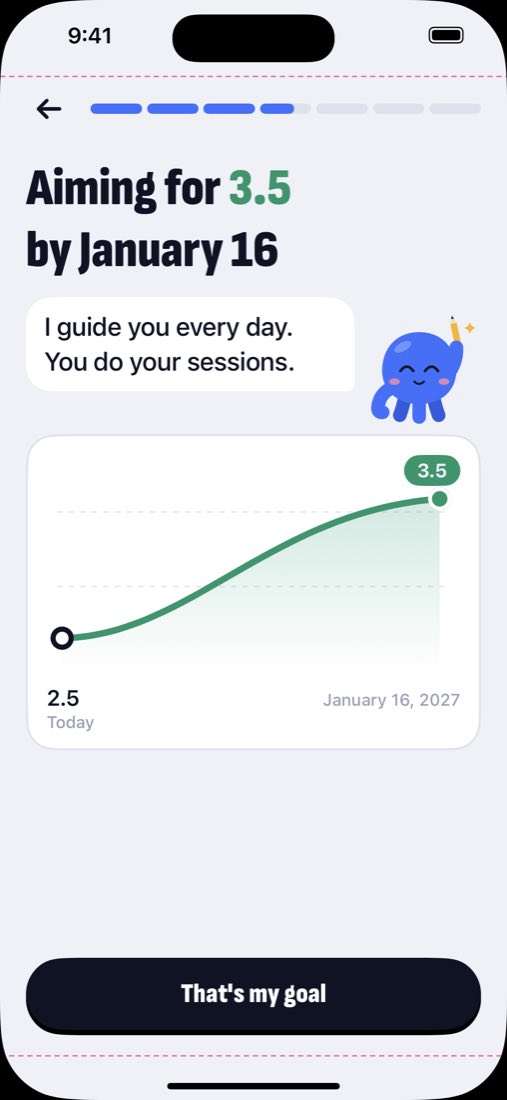 9:41
Aiming for 3.5
by January 16
I guide you every day.
You do your sessions.
3.5
2.5
Today
January 16, 2027
That's my goal